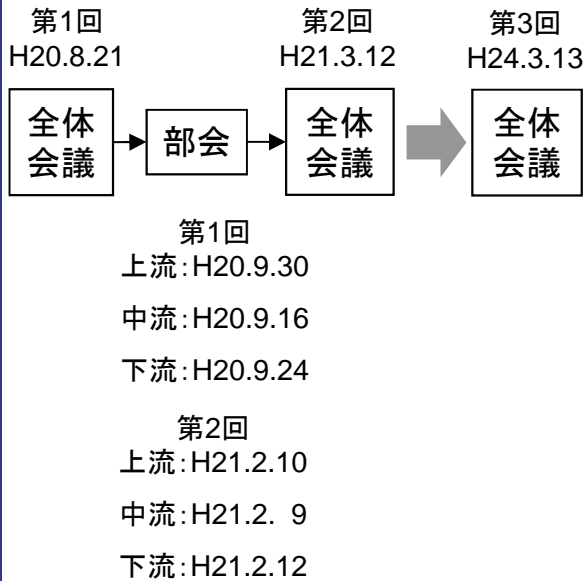 第1回
H20.8.21
第2回
H21.3.12
第3回
H24.3.13
全体
会議
部会
全体
会議
全体
会議
第1回
上流:H20.9.30
中流:H20.9.16
下流:H20.9.24
第2回
上流:H21.2.10
中流:H21.2. 9
下流:H21.2.12